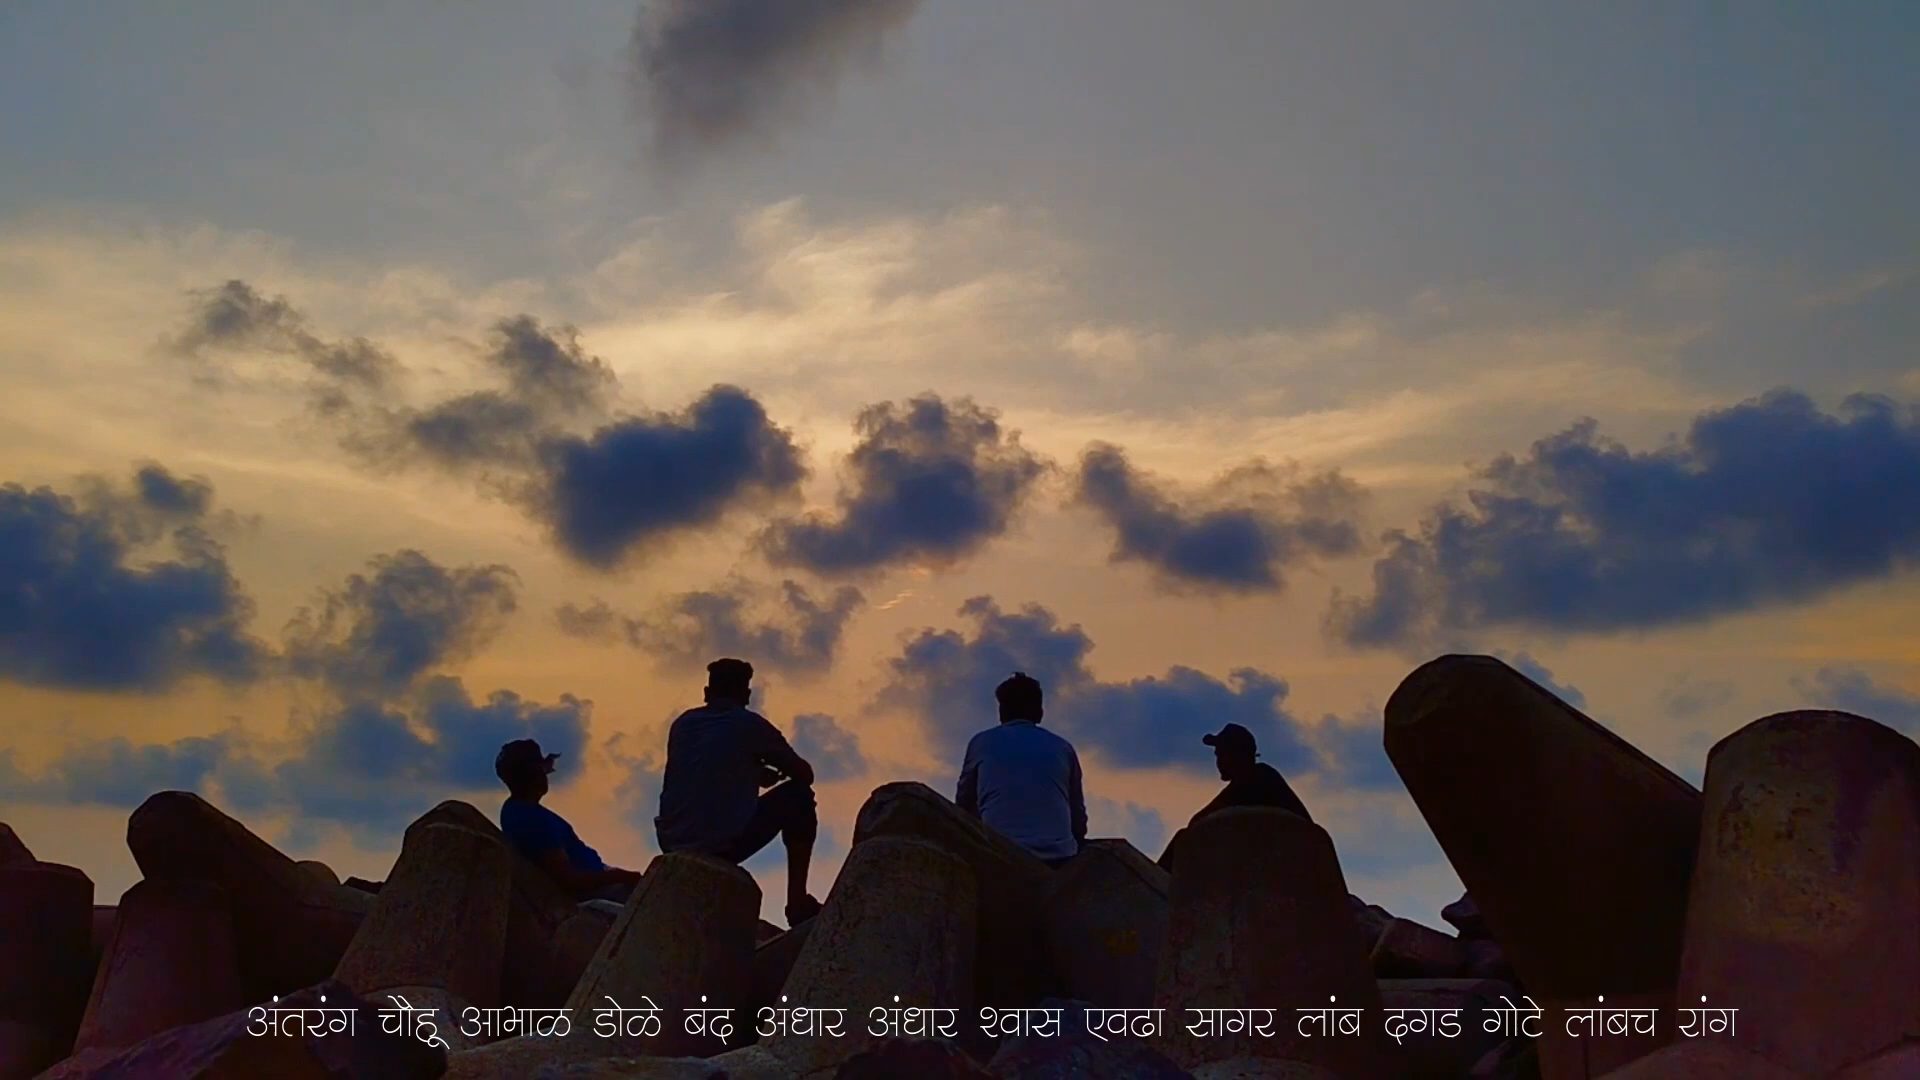 अंतरंग चौहू आभाळ डोळे बंद अंधार अंधार श्वास एवढा सागर लांब दगड गोटे लांबच रांग